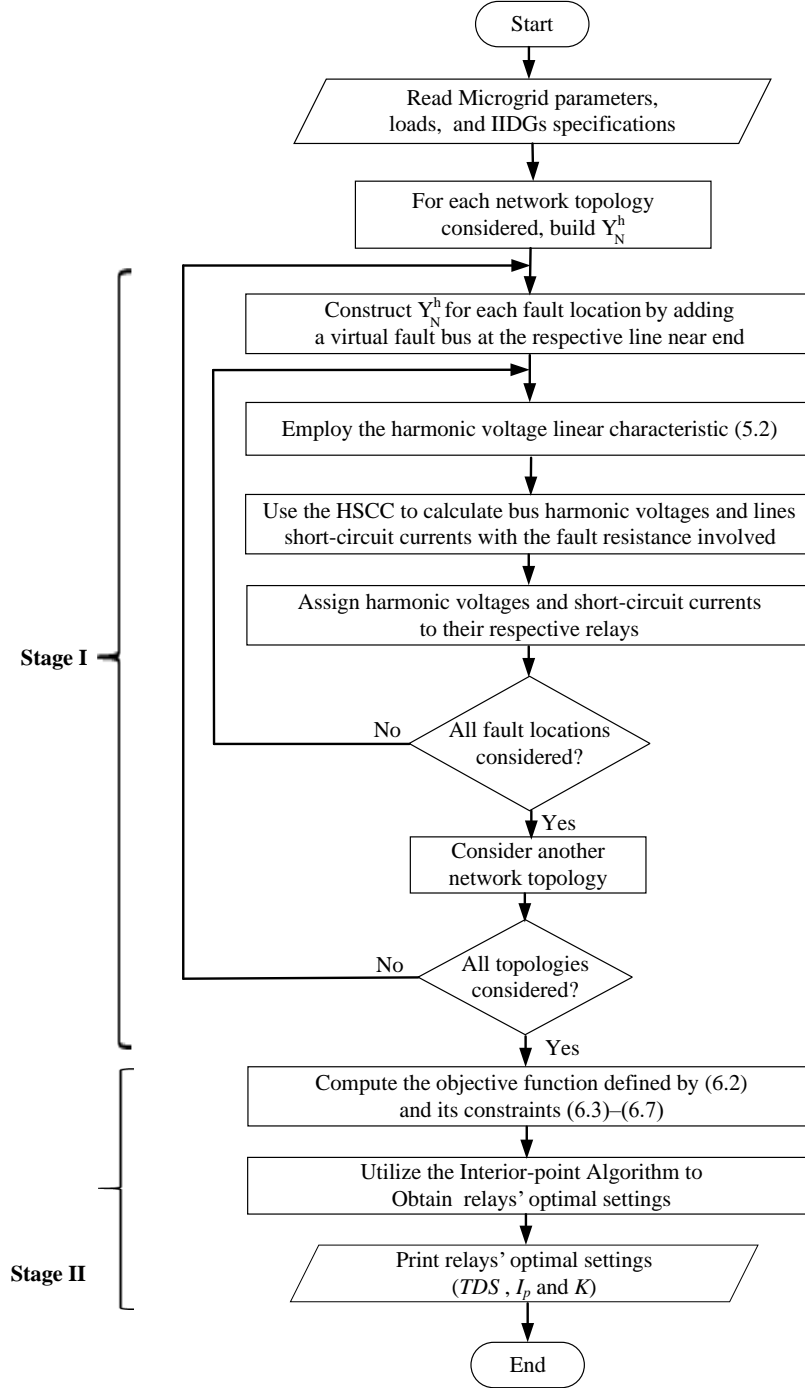 Start
Read Microgrid parameters,
loads, and IIDGs specifications
For each network topology
considered, build Y_N^h
Construct Y_N^h for each fault location by adding
a virtual fault bus at the respective line near end
Employ the harmonic voltage linear characteristic (5.2)
Use the HSCC to calculate bus harmonic voltages and lines
short-circuit currents with the fault resistance involved
Assign harmonic voltages and short-circuit currents
to their respective relays
Stage I
No
All fault locations
considered?
Yes
Consider another
network topology
No
All topologies
considered?
Yes
Compute the objective function defined by (6.2)
and its constraints (6.3)–(6.7)
Utilize the Interior-point Algorithm to
Obtain relays' optimal settings
Stage II
Print relays' optimal settings
(TDS , I_p and K)
End